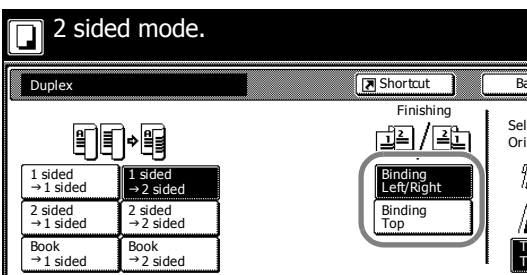 2 sided mode.
Duplex
Shortcut
Ba
Finishing
Sel
Ori
1 sided
→1 sided
1 sided
→2 sided
2 sided
→1 sided
2 sided
→2 sided
Book
→1 sided
Book
→2 sided
Binding
Left/Right
Binding
Top